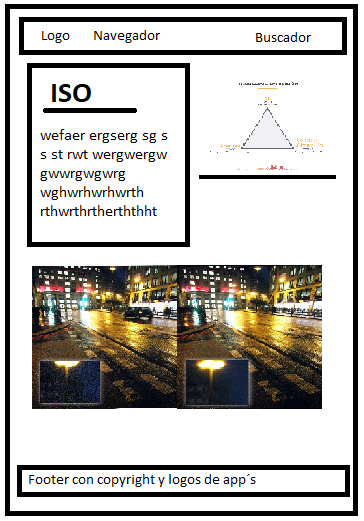 Logo
Navegador
Buscador
ISO
wefaer ergserg sg s
s st rwt wergwergw
gwwrgwgwrg
wghwrhwrhwrth
rthwrthrtherththht
Footer con copyright y logos de app´s